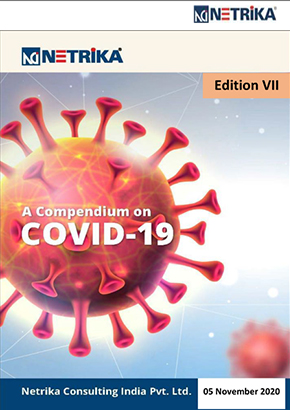 NETRIKA®
NETRIKA®
Edition VII
A Compendium on
COVID-19
Netrika Consulting India Pvt. Ltd.
05 November 2020